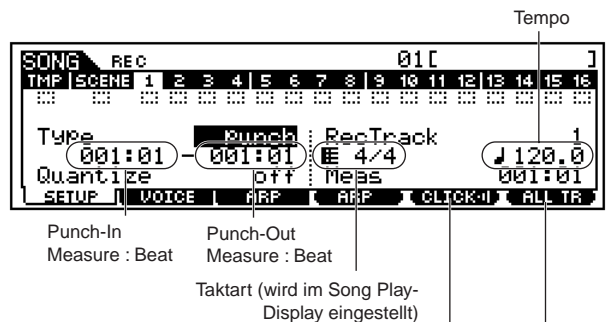 Tempo
SONG REC 01[ ]
TMP SCENE 1 2 3 4 5 6 7 8 9 10 11 12 13 14 15 16
Type punch RecTrack 1
001:01 - 001:01 4/4 ♩120.0
Quantize off Meas 001:01
SETUP VOICE ARP ARP CLICK ALL TR
Punch-In
Measure : Beat
Punch-Out
Measure : Beat
Taktart (wird im Song Play-
Display eingestellt)